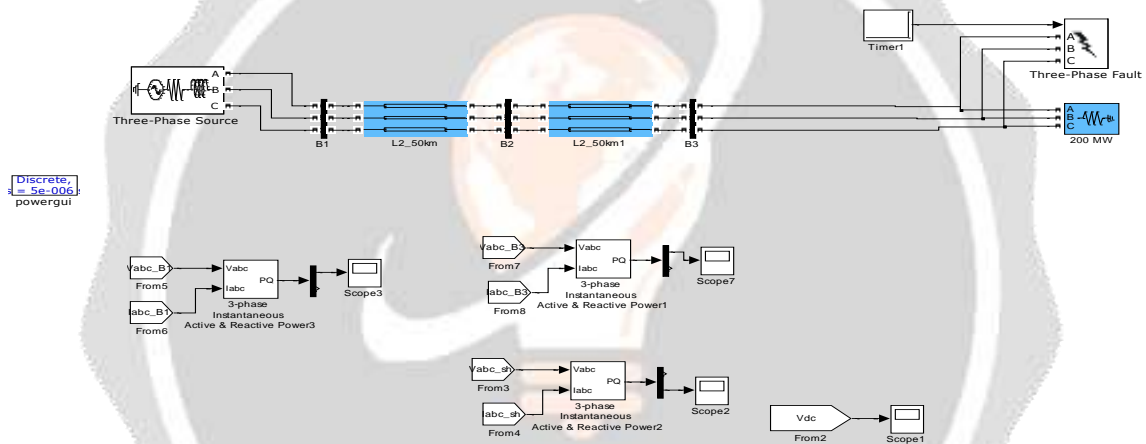 Timer1
A
B
C
Three-Phase Fault
A
B
C
Three-Phase Source
A
B
C
200 MW
B1
L2_50km
B2
L2_50km1
B3
Discrete,
s = 5e-006 s
powergui
Vabc_B1
From5
Iabc_B1
From6
Vabc
Iabc
PQ
3-phase
Instantaneous
Active & Reactive Power3
Scope3
Vabc_B3
From7
Iabc_B3
From8
Vabc
Iabc
PQ
3-phase
Instantaneous
Active & Reactive Power1
Scope7
Vabc_sh
From3
Iabc_sh
From4
Vabc
Iabc
PQ
3-phase
Instantaneous
Active & Reactive Power2
Scope2
Vdc
From2
Scope1